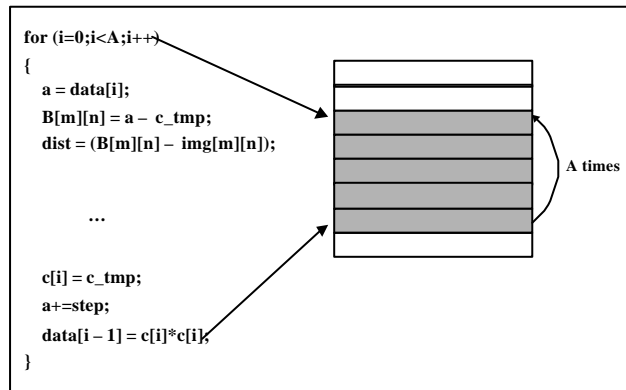 for (i=0;i<A;i++)
{
a = data[i];
B[m][n] = a – c_tmp;
dist = (B[m][n] – img[m][n]);
A times
…
c[i] = c_tmp;
a+=step;
data[i – 1] = c[i]*c[i];
}